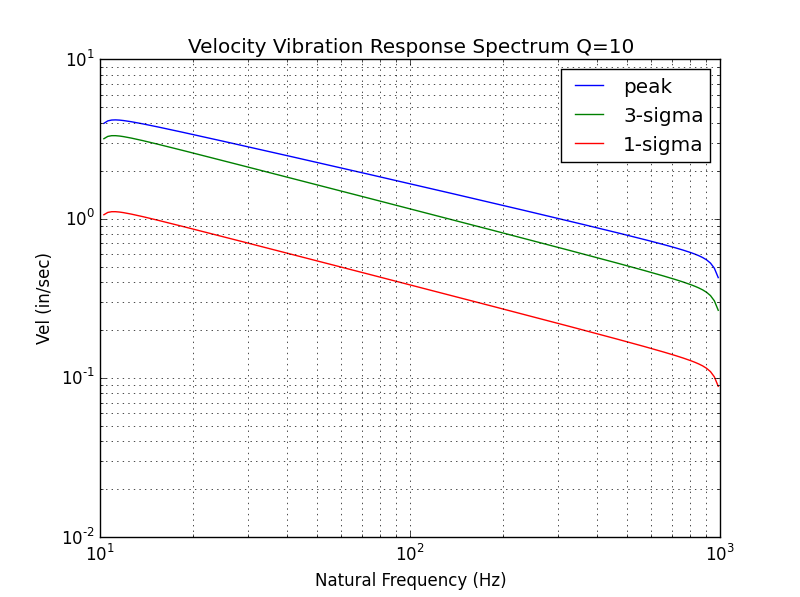 Velocity Vibration Response Spectrum Q=10
10^1
peak
3-sigma
1-sigma
10^0
Vel (in/sec)
10^-1
10^-2
10^1 10^2 10^3
Natural Frequency (Hz)